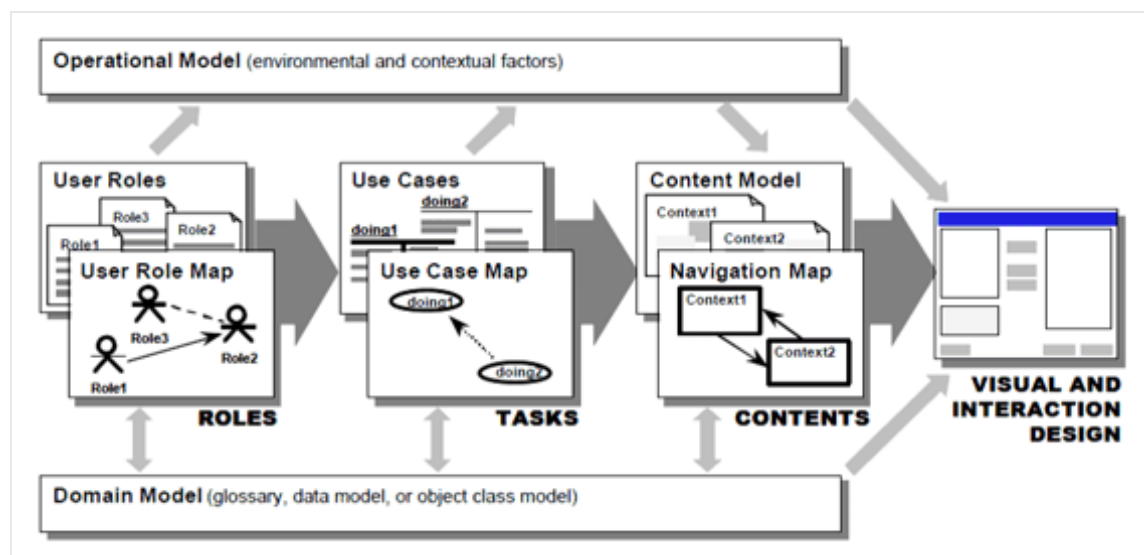 Operational Model (environmental and contextual factors)
User Roles
Role3
Role2
Role1
User Role Map
Role3
Role2
Role1
ROLES
Use Cases
doing2
doing1
Use Case Map
doing1
doing2
TASKS
Content Model
Context1
Context2
Navigation Map
Context1
Context2
CONTENTS
VISUAL AND
INTERACTION
DESIGN
Domain Model (glossary, data model, or object class model)